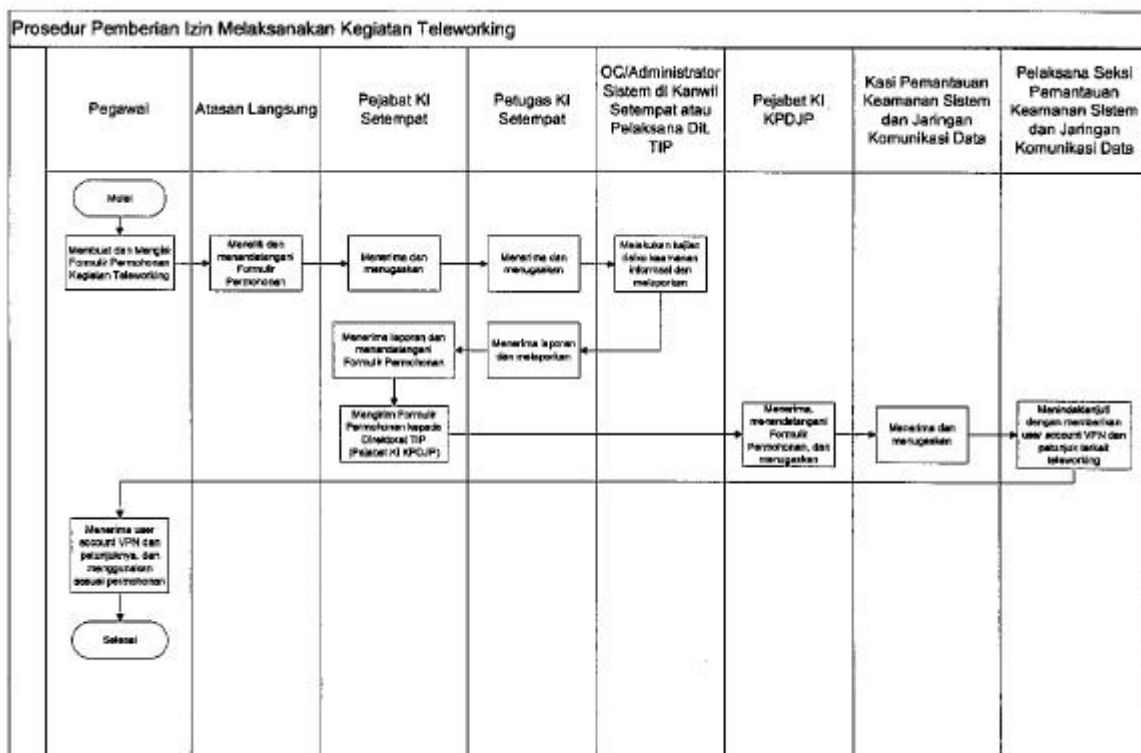 Prosedur Pemberian Izin Melaksanakan Kegiatan Teleworking
Pegawai
Atasan Langsung
Pejabat KI
Setempat
Petugas KI
Setempat
OC/Administrator
Sistem di Kanwil
Setempat atau
Pelaksana Dit.
TIP
Pejabat KI
KPDJP
Kasi Pemantauan
Keamanan Sistem
dan Jaringan
Komunikasi Data
Pelaksana Seksi
Pemantauan
Keamanan Sistem
dan Jaringan
Komunikasi Data
Mulai
Membuat dan Mengisi
Formulir Permohonan
Kegiatan Teleworking
Meneliti dan
menandatangani
Formulir
Permohonan
Menerima dan
menugaskan
Menerima dan
menugaskan
Melakukan kajian
risiko keamanan
informasi dan
melaporkan
Menerima laporan dan
menandatangani
Formulir Permohonan
Menerima laporan
dan melaporkan
Mengirim Formulir
Permohonan kepada
Direktorat TIP
(Pejabat KI KPDJP)
Menerima,
menandatangani
Formulir
Permohonan, dan
menugaskan
Menerima dan
menugaskan
Menindaklanjuti
dengan memberikan
user account VPN dan
petunjuk terkait
teleworking
Menerima user
account VPN dan
petunjuknya, dan
menggunakan
sesuai permohonan
Selesai